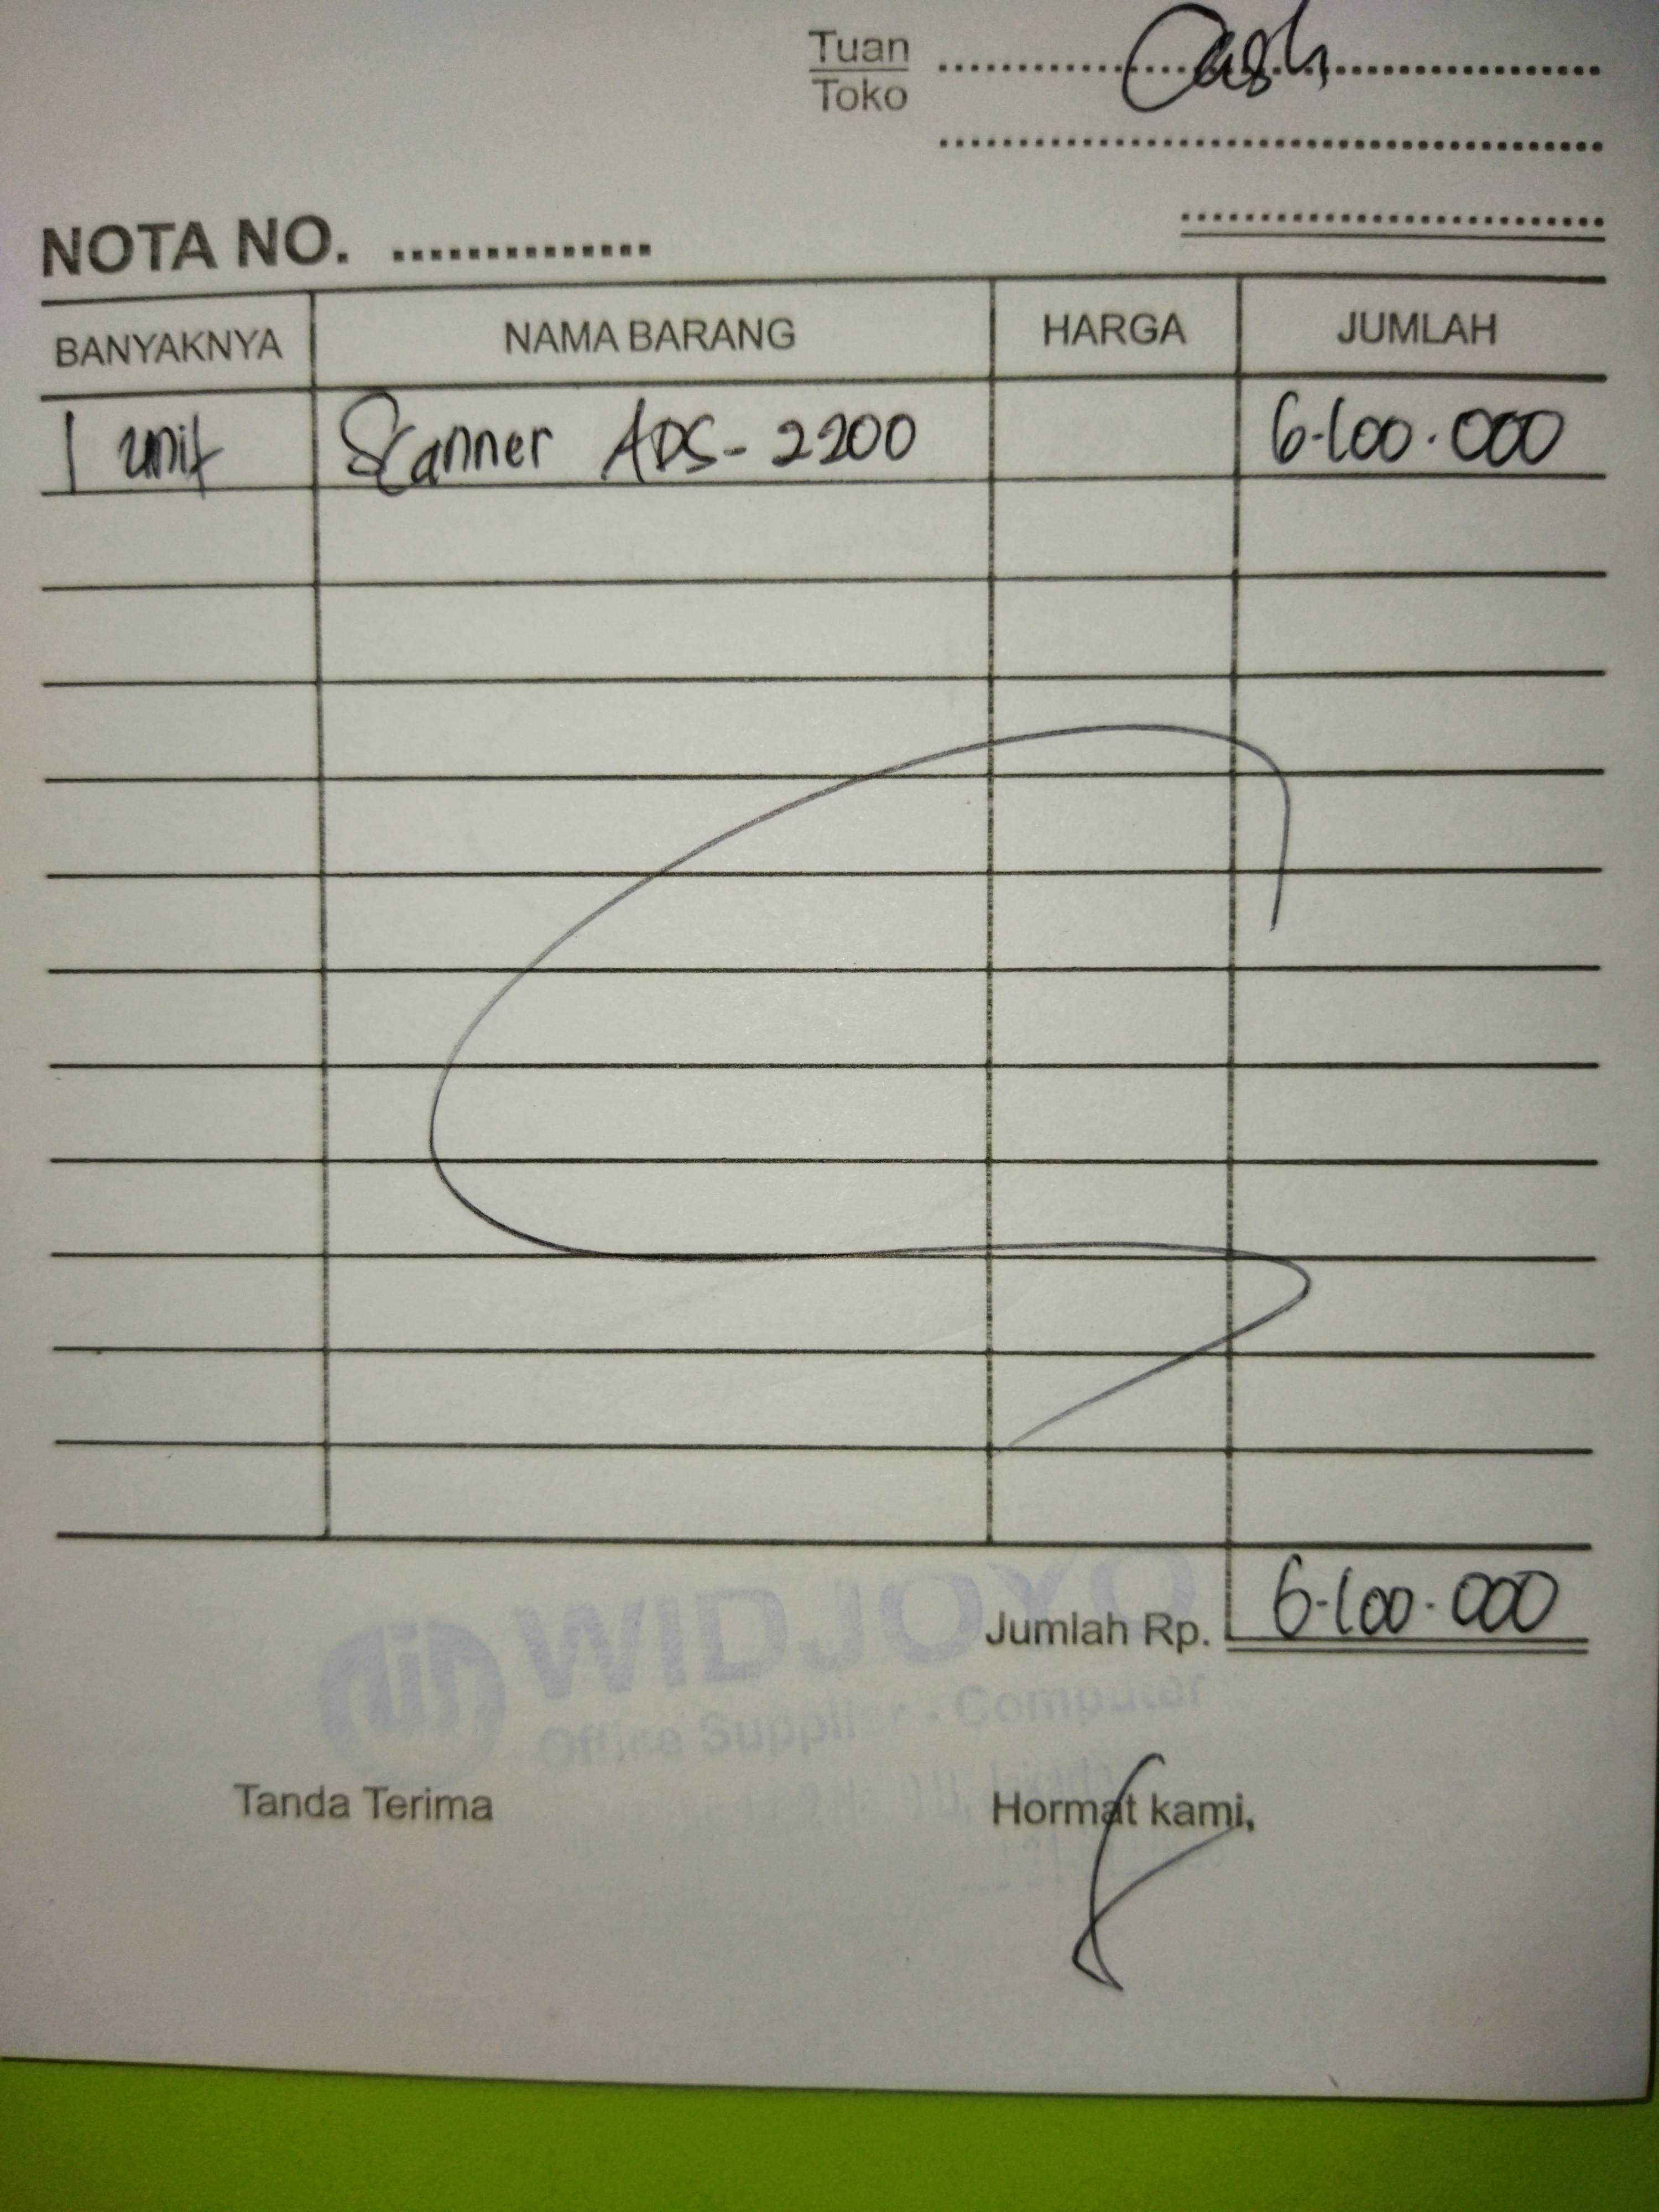 Tuan Cash
Toko
NOTA NO.
BANYAKNYA NAMA BARANG HARGA JUMLAH
1 unit Scanner ADS-2200 6.100.000
Jumlah Rp. 6.100.000
WIDJOYO
Office Supplier - Computer
Tanda Terima Hormat kami,